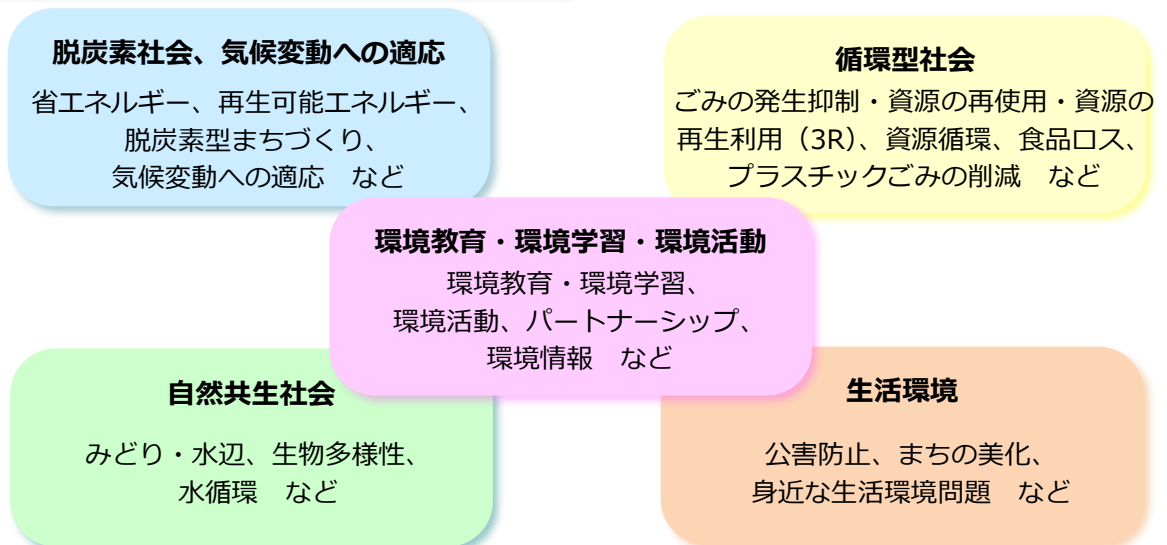 脱炭素社会、気候変動への適応
省エネルギー、再生可能エネルギー、
脱炭素型まちづくり、
気候変動への適応　など
循環型社会
ごみの発生抑制・資源の再使用・資源の
再生利用（3R）、資源循環、食品ロス、
プラスチックごみの削減　など
環境教育・環境学習・環境活動
環境教育・環境学習、
環境活動、パートナーシップ、
環境情報　など
自然共生社会
みどり・水辺、生物多様性、
水循環　など
生活環境
公害防止、まちの美化、
身近な生活環境問題　など